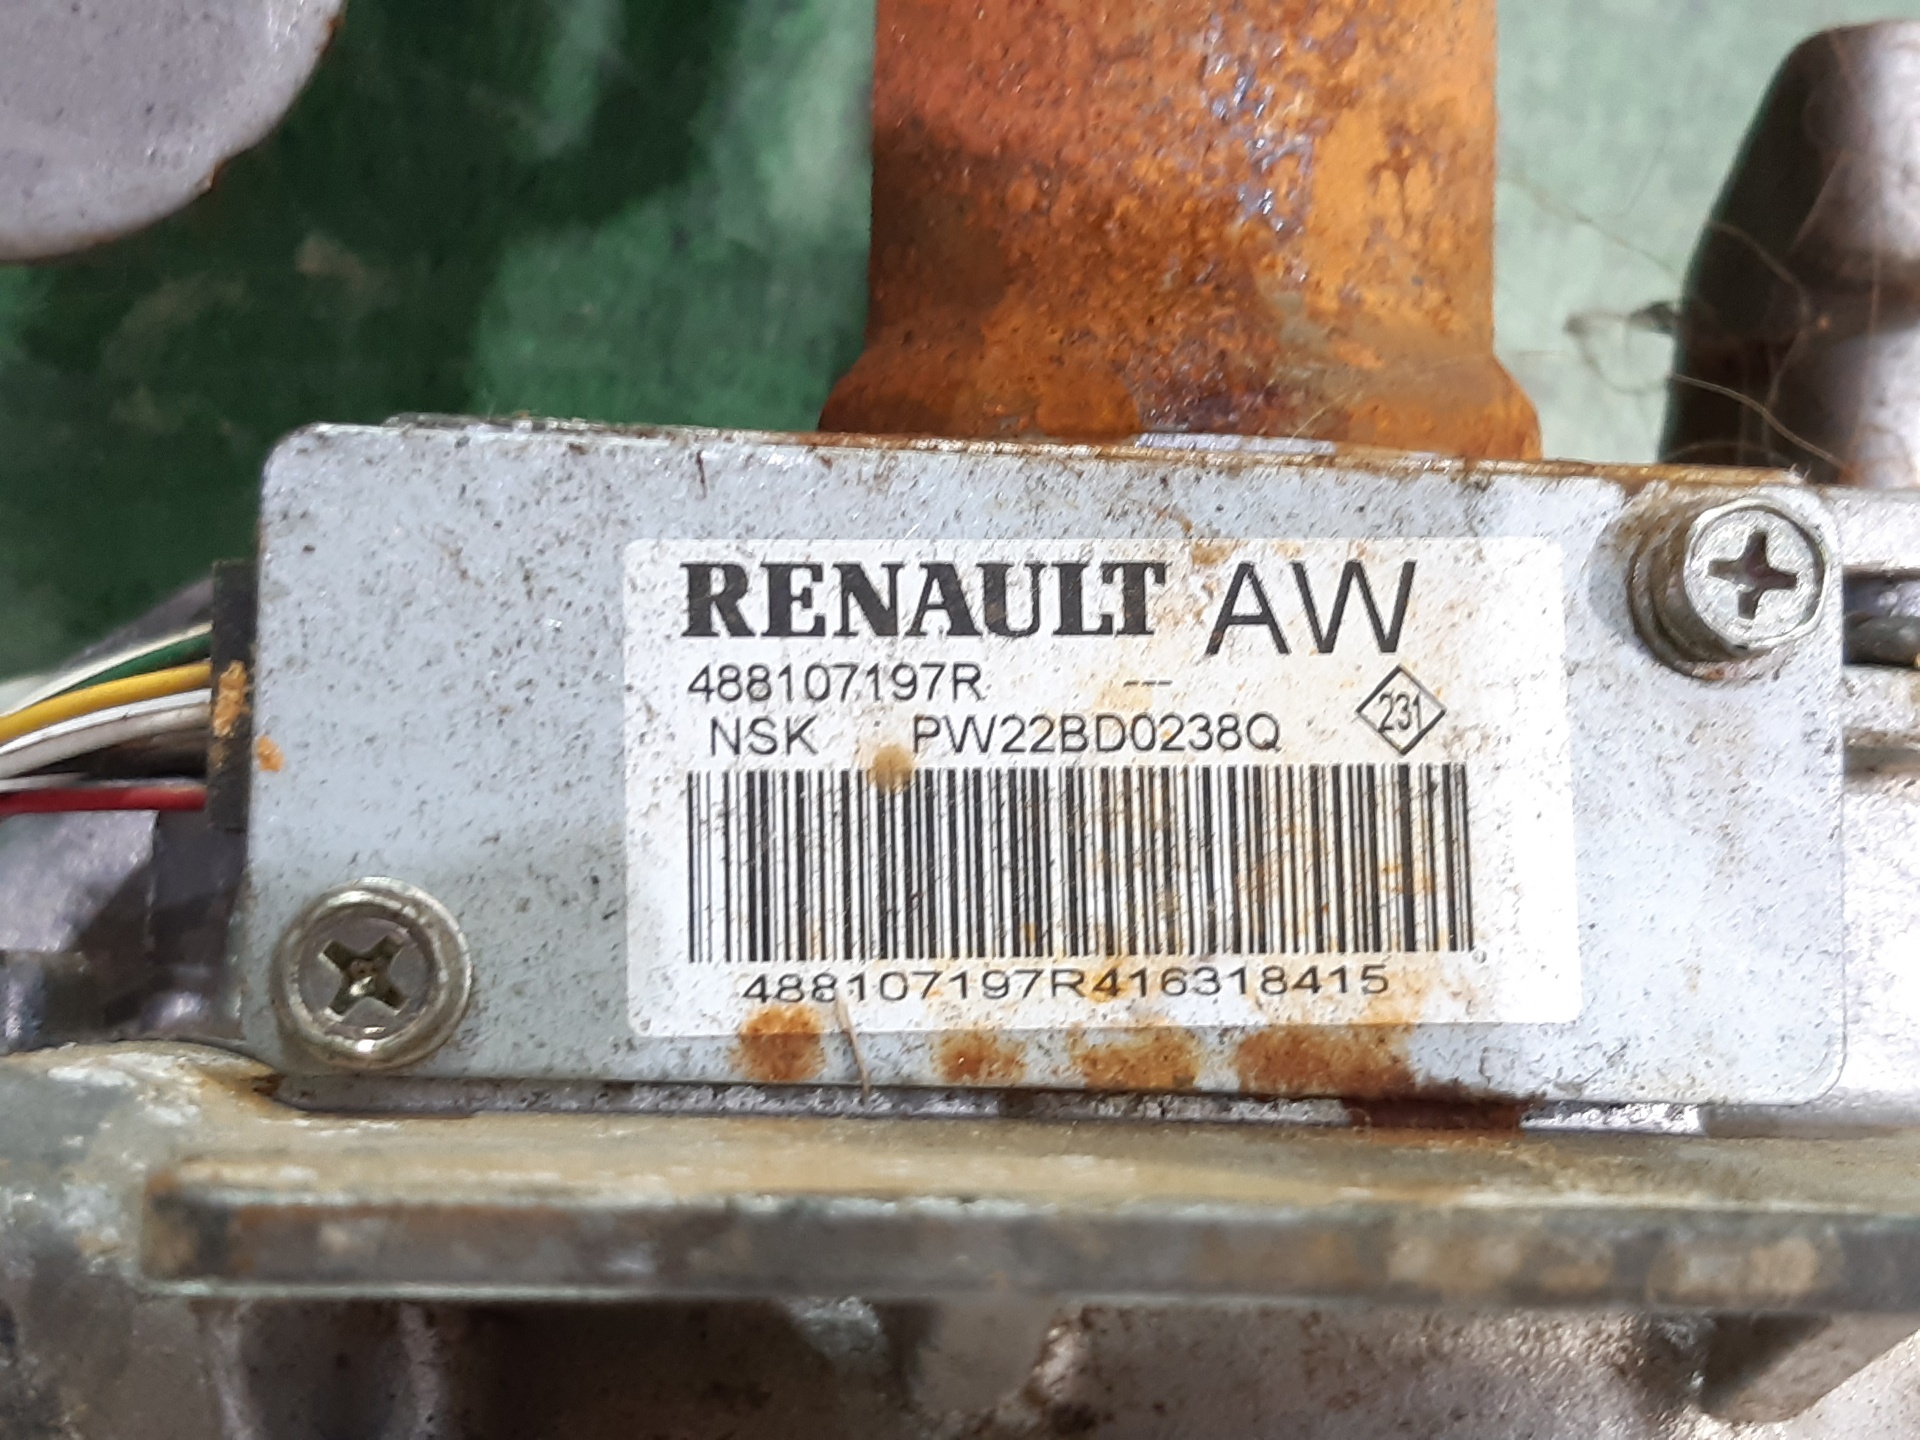 RENAULT AW
488107197R ---
231
NSK PW22BD0238Q
488107197R416318415